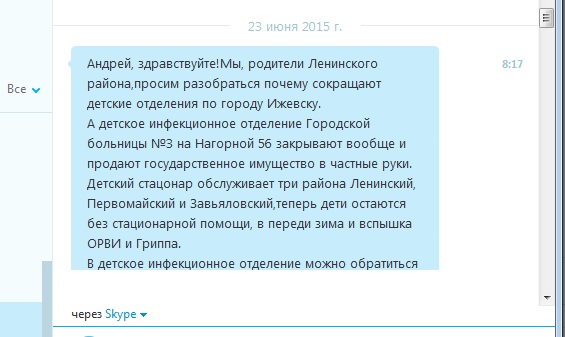 23 июня 2015 г.
Андрей, здравствуйте!Мы, родители Ленинского
8:17
района,просим разобраться почему сокращают
Все
детские отделения по городу Ижевску.
А детское инфекционное отделение Городской
больницы №3 на Нагорной 56 закрывают вообще и
продают государственное имущество в частные руки.
Детский стацонар обслуживает три района Ленинский,
Первомайский и Завьяловский,теперь дети остаются
без стационарной помощи, в переди зима и вспышка
ОРВИ и Гриппа.
В детское инфекционное отделение можно обратиться
через Skype